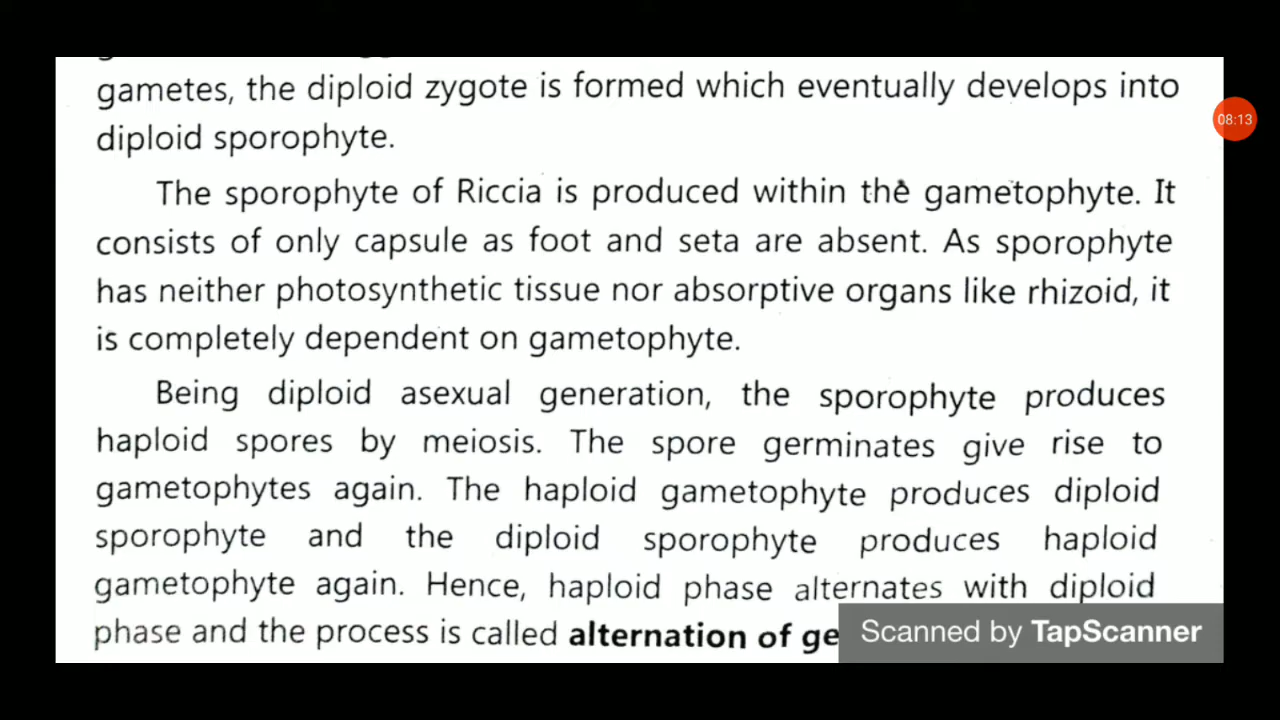 gametes, the diploid zygote is formed which eventually develops into
diploid sporophyte.
The sporophyte of Riccia is produced within the gametophyte. It
consists of only capsule as foot and seta are absent. As sporophyte
has neither photosynthetic tissue nor absorptive organs like rhizoid, it
is completely dependent on gametophyte.
Being diploid asexual generation, the sporophyte produces
haploid spores by meiosis. The spore germinates give rise to
gametophytes again. The haploid gametophyte produces diploid
sporophyte and the diploid sporophyte produces haploid
gametophyte again. Hence, haploid phase alternates with diploid
phase and the process is called alternation of ge
Scanned by TapScanner
08:13